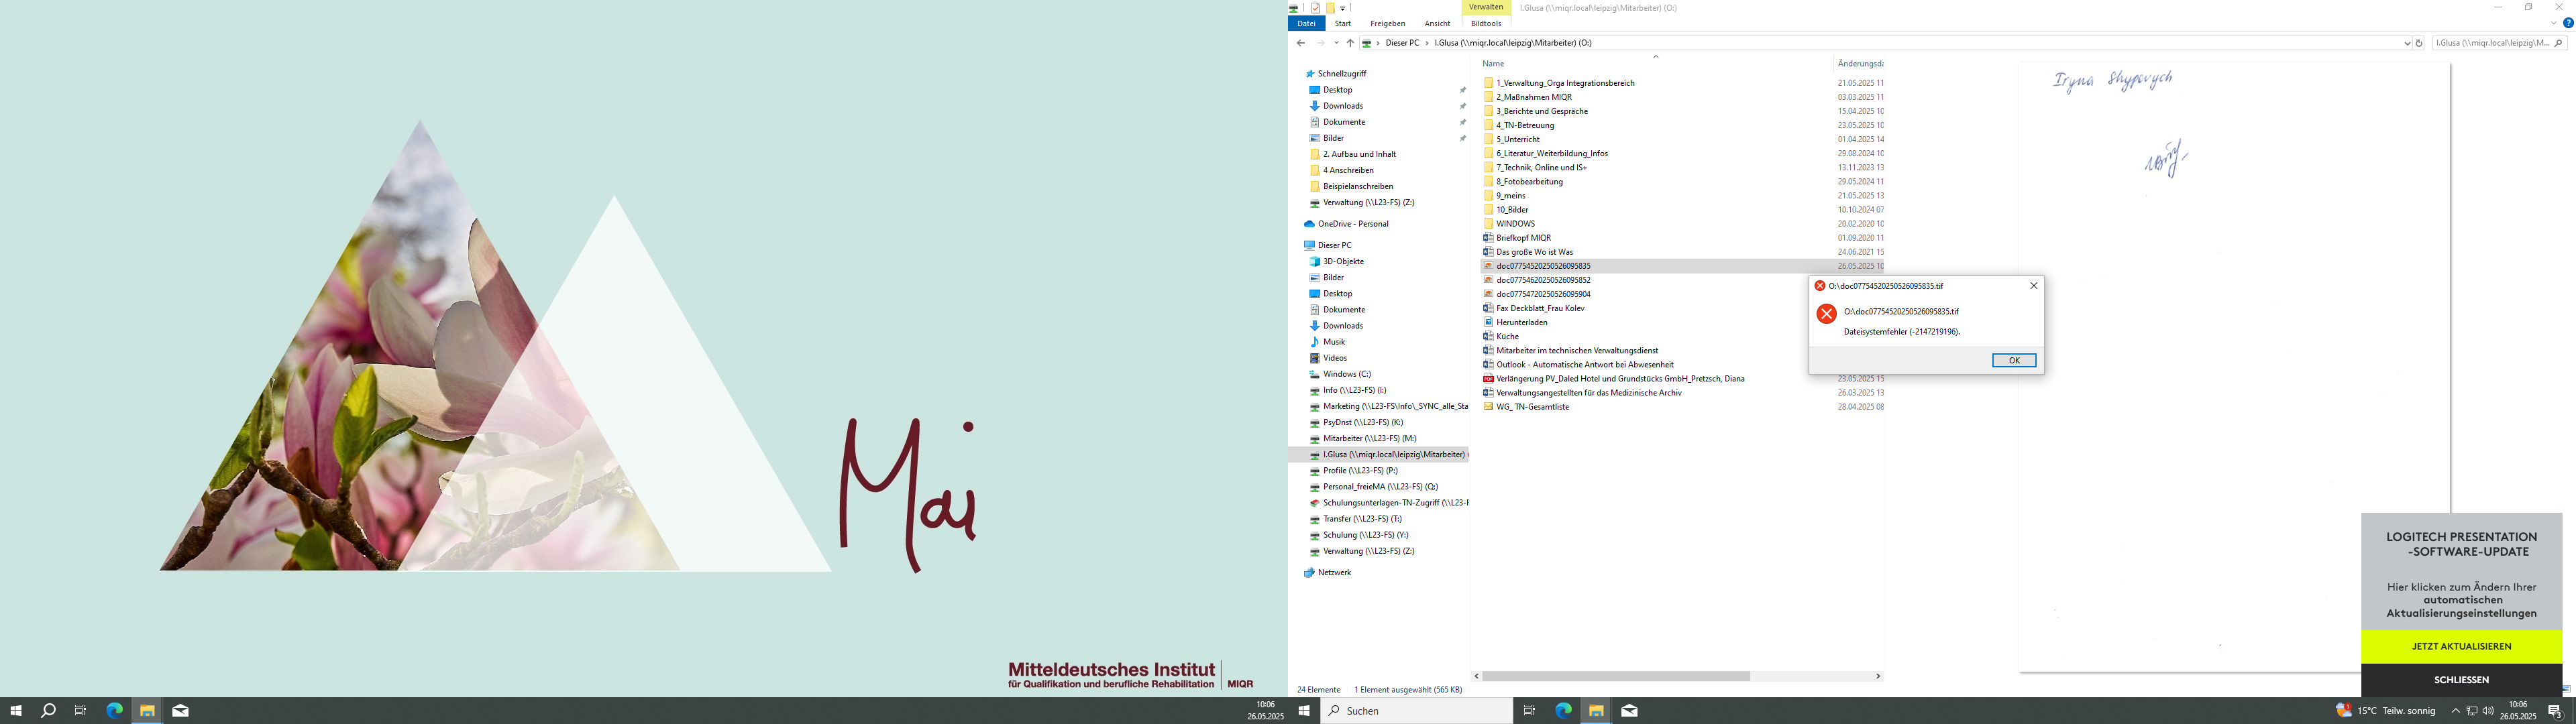 Mai
Mitteldeutsches Institut
für Qualifikation und berufliche Rehabilitation
MIQR
10:06
26.05.2025
Verwalten
I.Glusa (\\miqr.local\leipzig\Mitarbeiter) (O:)
Datei Start Freigeben Ansicht Bildtools
Dieser PC > I.Glusa (\\miqr.local\leipzig\Mitarbeiter) (O:)
I.Glusa (\\miqr.local\leipzig\M...
Schnellzugriff
Desktop
Downloads
Dokumente
Bilder
2. Aufbau und Inhalt
4 Anschreiben
Beispielanschreiben
Verwaltung (\\L23-FS) (Z:)
OneDrive - Personal
Dieser PC
3D-Objekte
Bilder
Desktop
Dokumente
Downloads
Musik
Videos
Windows (C:)
Info (\\L23-FS) (I:)
Marketing (\\L23-FS\Info\_SYNC_alle_Sta
PsyDnst (\\L23-FS) (K:)
Mitarbeiter (\\L23-FS) (M:)
I.Glusa (\\miqr.local\leipzig\Mitarbeiter) (
Profile (\\L23-FS) (P:)
Personal_freieMA (\\L23-FS) (Q:)
Schulungsunterlagen-TN-Zugriff (\\L23-F
Transfer (\\L23-FS) (T:)
Schulung (\\L23-FS) (Y:)
Verwaltung (\\L23-FS) (Z:)
Netzwerk
Name Änderungsda
1_Verwaltung_Orga Integrationsbereich 21.05.2025 11
2_Maßnahmen MIQR 03.03.2025 11
3_Berichte und Gespräche 15.04.2025 10
4_TN-Betreuung 23.05.2025 10
5_Unterricht 01.04.2025 14
6_Literatur_Weiterbildung_Infos 29.08.2024 10
7_Technik, Online und IS+ 13.11.2023 13
8_Fotobearbeitung 29.05.2024 11
9_meins 21.05.2025 13
10_Bilder 10.10.2024 07
WINDOWS 20.02.2020 10
Briefkopf MIQR 01.09.2020 11
Das große Wo ist Was 24.06.2021 15
doc07754520250526095835 26.05.2025 10
doc07754620250526095852
doc07754720250526095904
Fax Deckblatt_Frau Kolev
Herunterladen
Küche
Mitarbeiter im technischen Verwaltungsdienst
Outlook - Automatische Antwort bei Abwesenheit
Verlängerung PV_Daled Hotel und Grundstücks GmbH_Pretzsch, Diana 23.05.2025 15
Verwaltungsangestellten für das Medizinische Archiv 26.03.2025 13
WG_ TN-Gesamtliste 28.04.2025 08
24 Elemente 1 Element ausgewählt (565 KB)
O:\doc07754520250526095835.tif
O:\doc07754520250526095835.tif
Dateisystemfehler (-2147219196).
OK
Iryna Shypovych
LOGITECH PRESENTATION
-SOFTWARE-UPDATE
Hier klicken zum Ändern Ihrer
automatischen
Aktualisierungseinstellungen
JETZT AKTUALISIEREN
SCHLIESSEN
Suchen
15°C Teilw. sonnig
10:06
26.05.2025